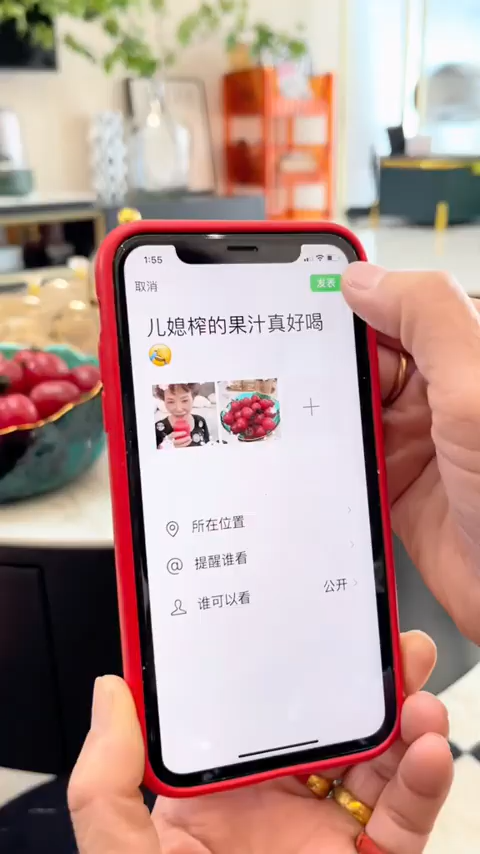 1:55
取消
发表
儿媳榨的果汁真好喝
所在位置
提醒谁看
谁可以看
公开